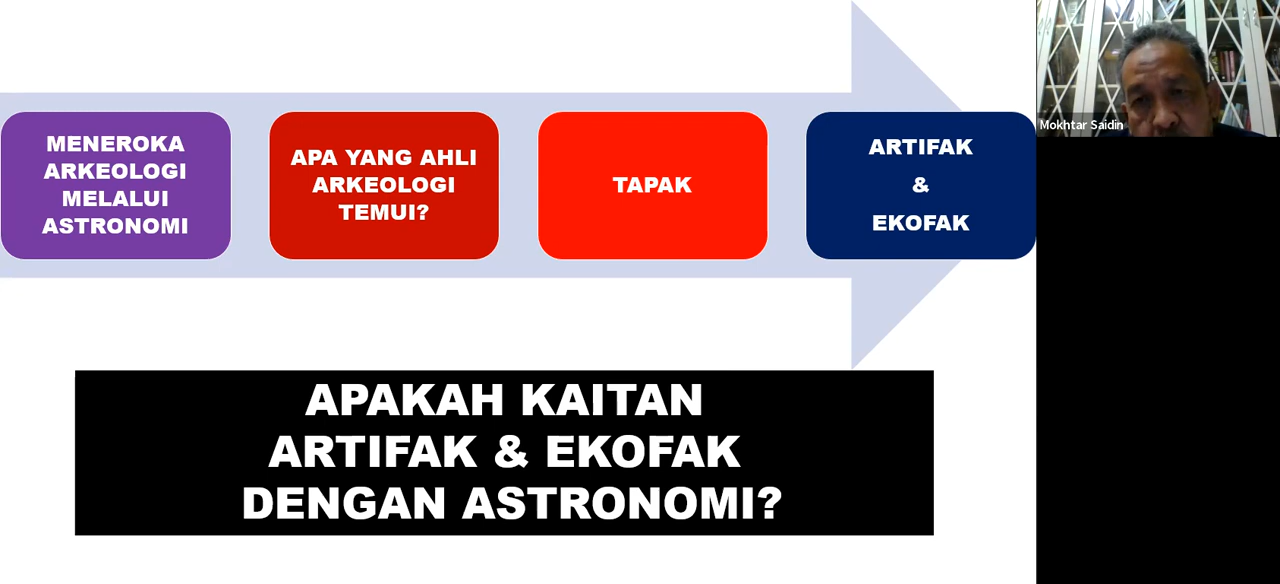 MENEROKA
ARKEOLOGI
MELALUI
ASTRONOMI
APA YANG AHLI
ARKEOLOGI
TEMUI?
TAPAK
ARTIFAK
&
EKOFAK
Mokhtar Saidin
APAKAH KAITAN
ARTIFAK & EKOFAK
DENGAN ASTRONOMI?